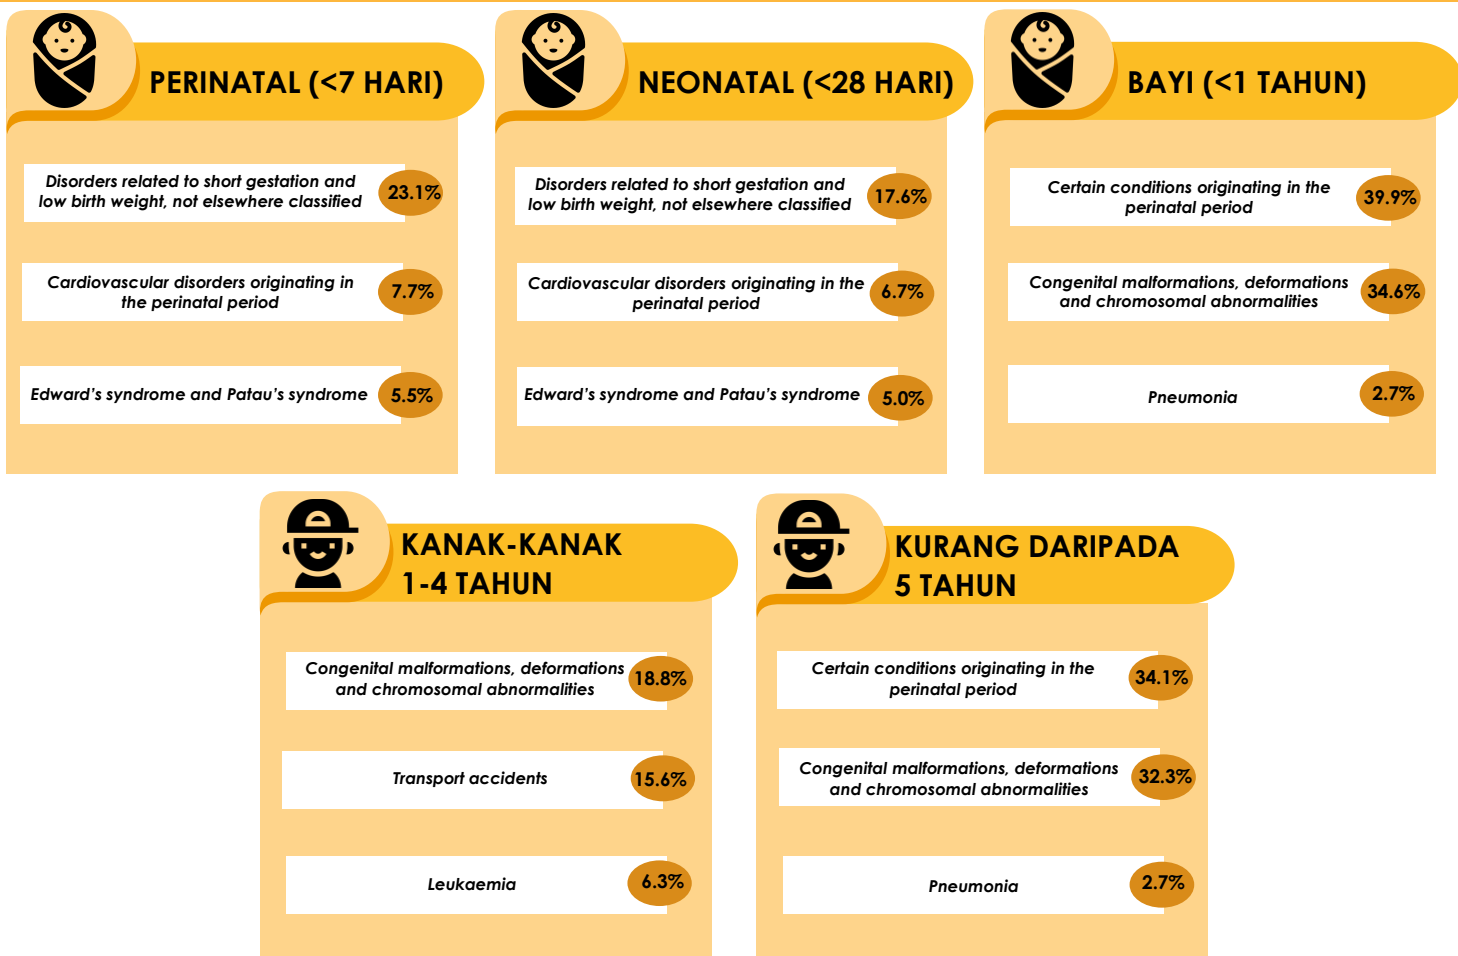 PERINATAL (<7 HARI)
Disorders related to short gestation and
low birth weight, not elsewhere classified
23.1%
Cardiovascular disorders originating in
the perinatal period
7.7%
Edward's syndrome and Patau's syndrome
5.5%
NEONATAL (<28 HARI)
Disorders related to short gestation and
low birth weight, not elsewhere classified
17.6%
Cardiovascular disorders originating in the
perinatal period
6.7%
Edward's syndrome and Patau's syndrome
5.0%
BAYI (<1 TAHUN)
Certain conditions originating in the
perinatal period
39.9%
Congenital malformations, deformations
and chromosomal abnormalities
34.6%
Pneumonia
2.7%
KANAK-KANAK
1-4 TAHUN
Congenital malformations, deformations
and chromosomal abnormalities
18.8%
Transport accidents
15.6%
Leukaemia
6.3%
KURANG DARIPADA
5 TAHUN
Certain conditions originating in the
perinatal period
34.1%
Congenital malformations, deformations
and chromosomal abnormalities
32.3%
Pneumonia
2.7%